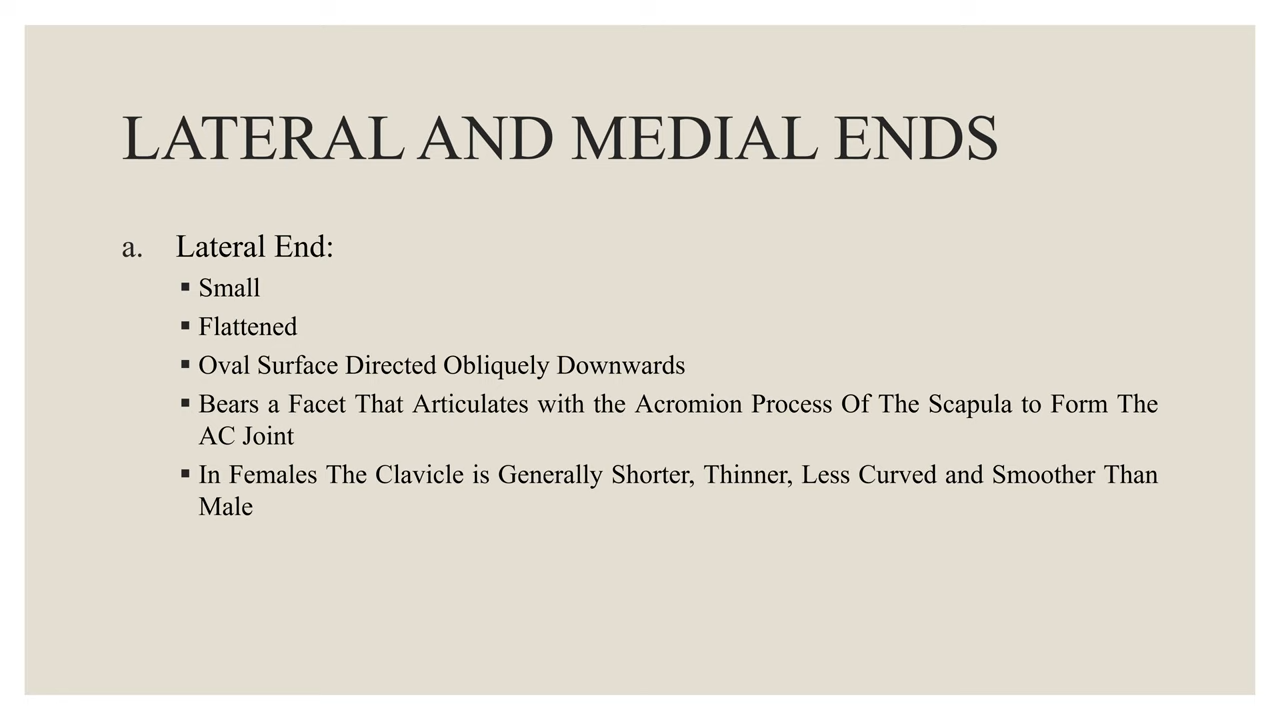 LATERAL AND MEDIAL ENDS
a. Lateral End:
▪ Small
▪ Flattened
▪ Oval Surface Directed Obliquely Downwards
▪ Bears a Facet That Articulates with the Acromion Process Of The Scapula to Form The
AC Joint
▪ In Females The Clavicle is Generally Shorter, Thinner, Less Curved and Smoother Than
Male